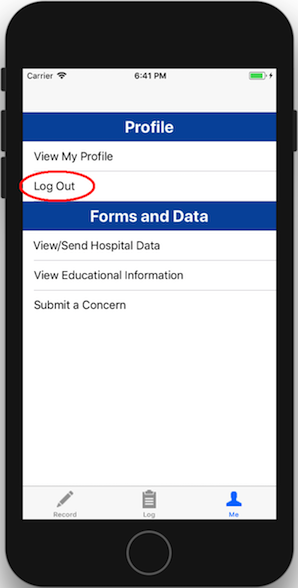 Carrier 6:41 PM
Profile
View My Profile
Log Out
Forms and Data
View/Send Hospital Data
View Educational Information
Submit a Concern
Record Log Me